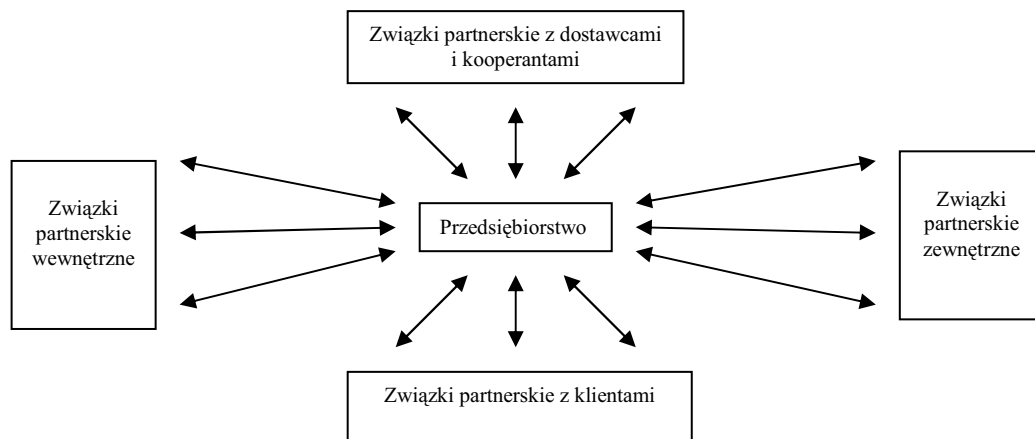 Związki partnerskie z dostawcami
i kooperantami
Związki
partnerskie
wewnętrzne
Przedsiębiorstwo
Związki
partnerskie
zewnętrzne
Związki partnerskie z klientami